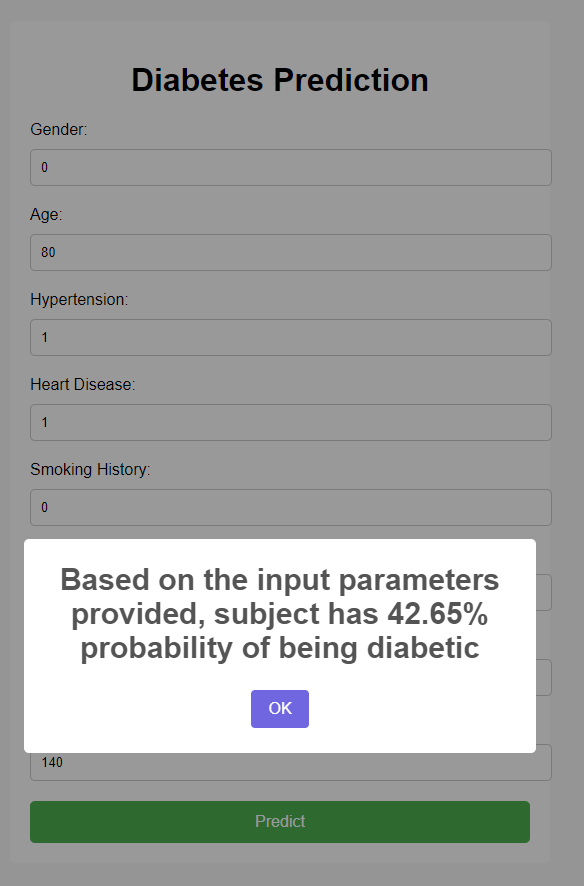 Diabetes Prediction
Gender:
0
Age:
80
Hypertension:
1
Heart Disease:
1
Smoking History:
0
Based on the input parameters
provided, subject has 42.65%
probability of being diabetic
OK
140
Predict